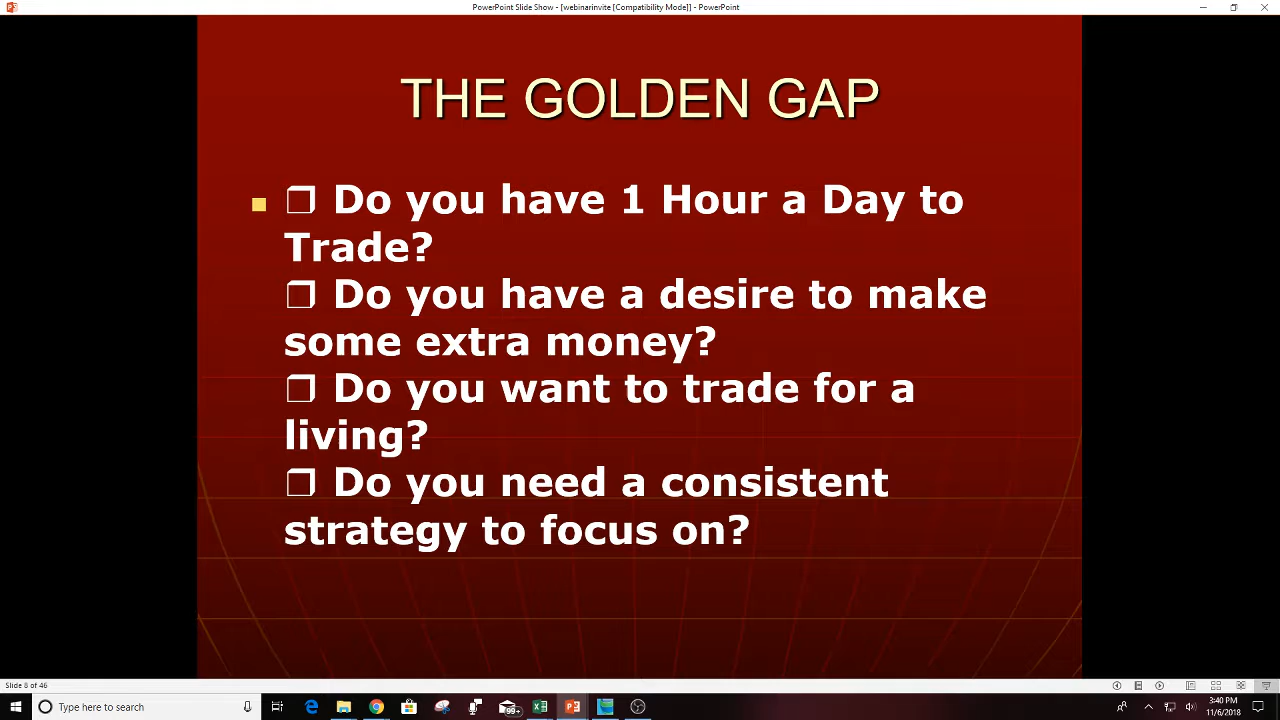 PowerPoint Slide Show - [webinarinvite [Compatibility Mode]] - PowerPoint
THE GOLDEN GAP
❒ Do you have 1 Hour a Day to
Trade?
❒ Do you have a desire to make
some extra money?
❒ Do you want to trade for a
living?
❒ Do you need a consistent
strategy to focus on?
Slide 8 of 46
Type here to search
99+
3:40 PM
11/6/2018